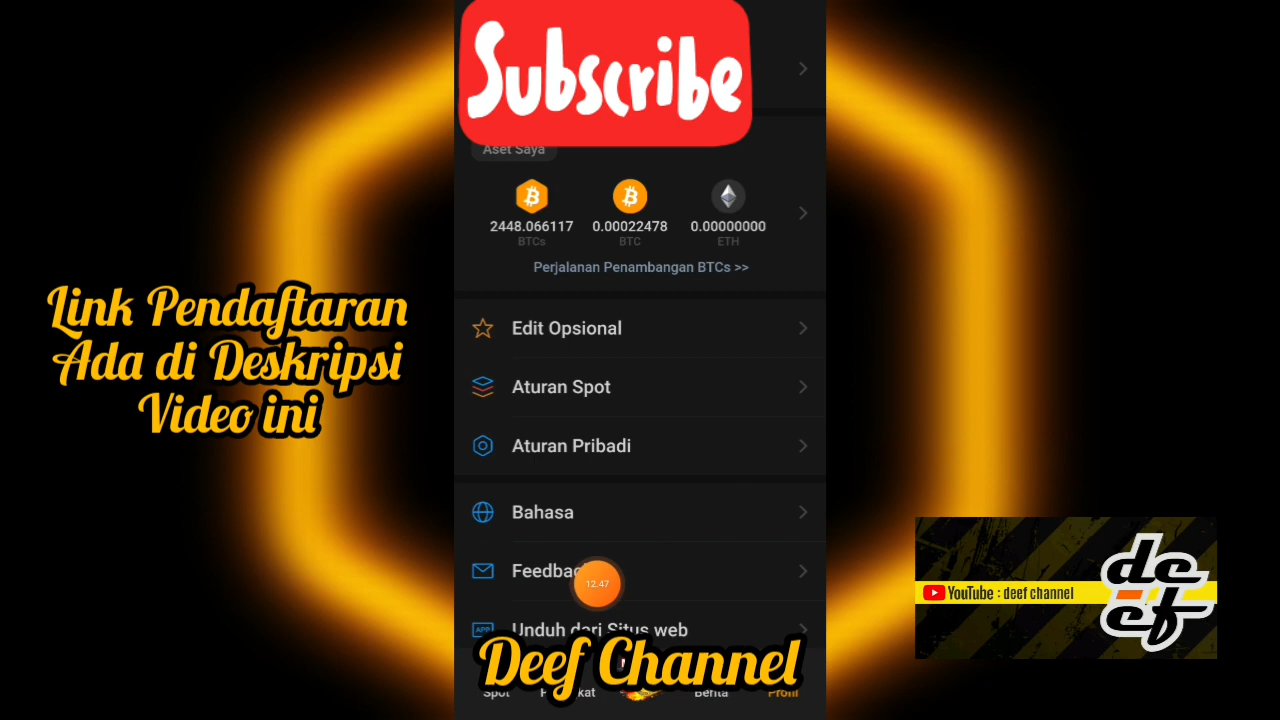 Subscribe
Aset Saya
2448.066117
0.00022478
0.00000000
BTCs
BTC
ETH
Perjalanan Penambangan BTCs >>
Link Pendaftaran
Ada di Deskripsi
Video ini
Edit Opsional
Aturan Spot
Aturan Pribadi
Bahasa
12.47
Unduh dari Situs web
APP
YouTube : deef channel
deef
Deef Channel
Spot
Berita
Profil